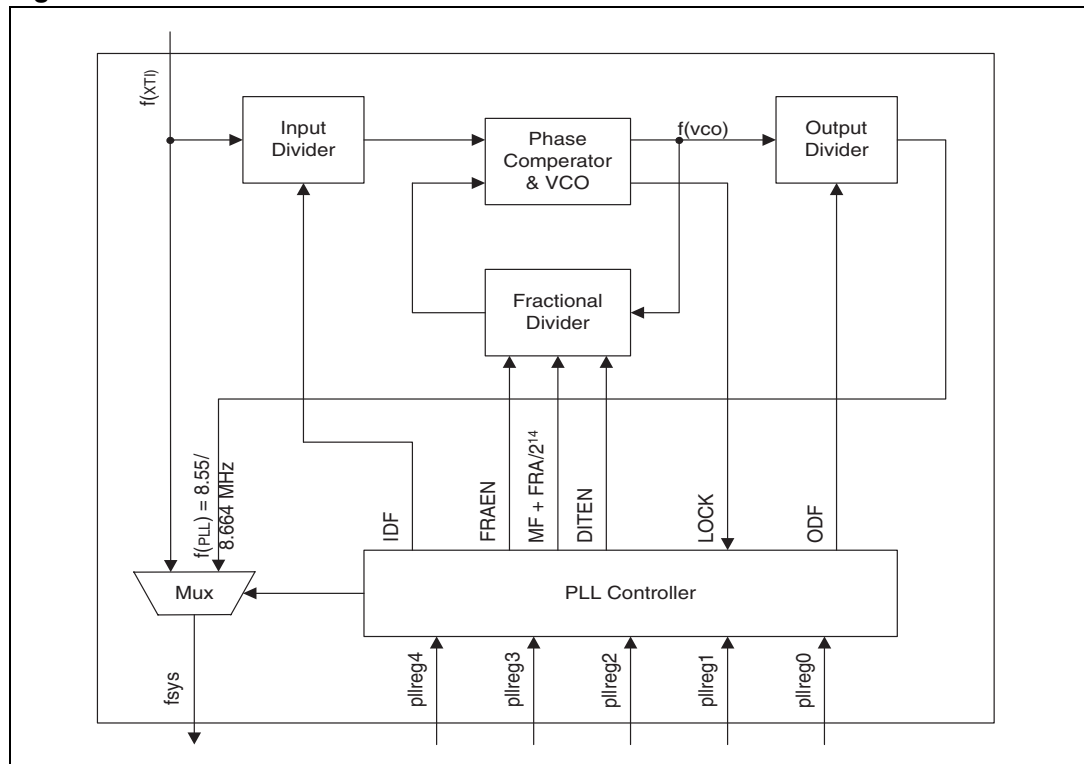 f(XTI)
Input
Divider
Phase
Comperator
& VCO
f(vco)
Output
Divider
Fractional
Divider
f(PLL) = 8.55/
8.664 MHz
IDF
FRAEN
MF + FRA/2¹⁴
DITEN
LOCK
ODF
Mux
PLL Controller
fsys
pllreg4
pllreg3
pllreg2
pllreg1
pllreg0